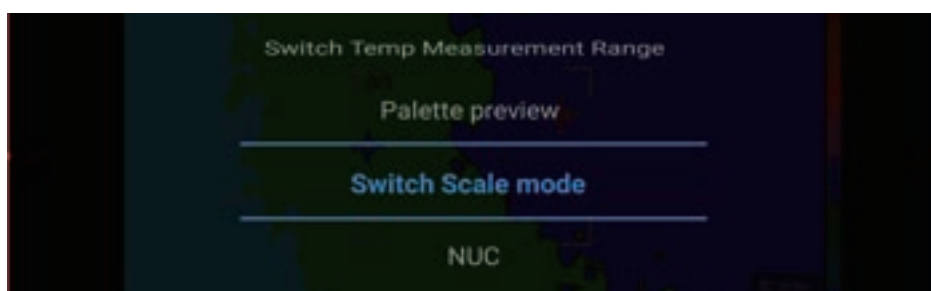 Switch Temp Measurement Range
Palette preview
Switch Scale mode
NUC